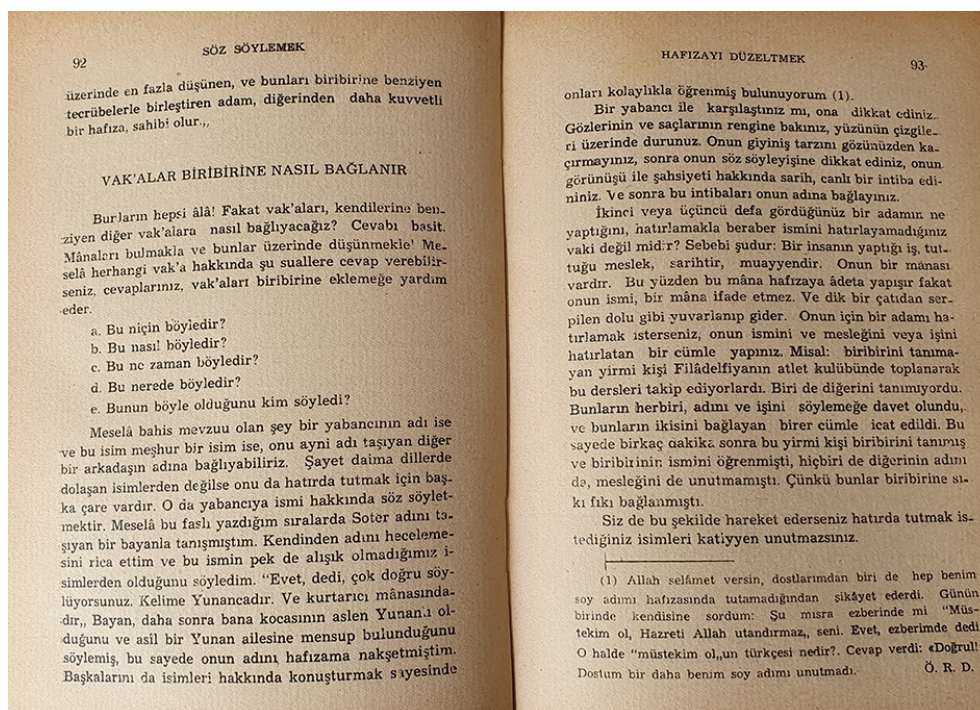 92
SÖZ SÖYLEMEK
üzerinde en fazla düşünen, ve bunları biribirine benziyen
tecrübelerle birleştiren adam, diğerinden daha kuvvetli
bir hafıza, sahibi olur.,,
VAK'ALAR BİRİBİRİNE NASIL BAĞLANIR
Bunların hepsi âlâ! Fakat vak'aları, kendilerine ben-
ziyen diğer vak'alara nasıl bağlıyacağız? Cevabı basit.
Mânaları bulmakla ve bunlar üzerinde düşünmekle! Me-
selâ herhangi vak'a hakkında şu suallere cevap verebilir-
seniz, cevaplarınız, vak'aları biribirine eklemeğe yardım
eder.
a. Bu niçin böyledir?
b. Bu nasıl böyledir?
c. Bu ne zaman böyledir?
d. Bu nerede böyledir?
e. Bunun böyle olduğunu kim söyledi?
Meselâ bahis mevzuu olan şey bir yabancının adı ise
ve bu isim meşhur bir isim ise, onu ayni adı taşıyan diğer
bir arkadaşın adına bağlıyabiliriz. Şayet daima dillerde
dolaşan isimlerden değilse onu da hatırda tutmak için baş-
ka çare vardır. O da yabancıya ismi hakkında söz söylet-
mektir. Meselâ bu faslı yazdığım sıralarda Soter adını ta-
şıyan bir bayanla tanışmıştım. Kendinden adını heceleme-
sini rica ettim ve bu ismin pek de alışık olmadığımız i-
simlerden olduğunu söyledim. "Evet, dedi, çok doğru söy-
lüyorsunuz. Kelime Yunancadır. Ve kurtarıcı mânasında-
dır,, Bayan, daha sonra bana kocasının aslen Yunanlı ol-
duğunu ve asil bir Yunan ailesine mensup bulunduğunu
söylemiş, bu sayede onun adını hafızama nakşetmiştim.
Başkalarını da isimleri hakkında konuşturmak sayesinde
HAFIZAYI DÜZELTMEK
93
onları kolaylıkla öğrenmiş bulunuyorum (1).
Bir yabancı ile karşılaştınız mı, ona dikkat ediniz.
Gözlerinin ve saçlarının rengine bakınız, yüzünün çizgile-
ri üzerinde durunuz. Onun giyiniş tarzını gözünüzden ka-
çırmayınız, sonra onun söz söyleyişine dikkat ediniz, onun
görünüşü ile şahsiyeti hakkında sarih, canlı bir intiba edi-
niniz. Ve sonra bu intibaları onun adına bağlayınız.
İkinci veya üçüncü defa gördüğünüz bir adamın ne
yaptığını, hatırlamakla beraber ismini hatırlayamadığınız
vaki değil midir? Sebebi şudur: Bir insanın yaptığı iş, tut-
tuğu meslek, sarihtir, muayyendir. Onun bir mânası
vardır. Bu yüzden bu mâna hafızaya âdeta yapışır fakat
onun ismi, bir mâna ifade etmez. Ve dik bir çatıdan ser-
pilen dolu gibi yuvarlanıp gider. Onun için bir adamı ha-
tırlamak isterseniz, onun ismini ve mesleğini veya işini
hatırlatan bir cümle yapınız. Misal: biribirini tanıma-
yan yirmi kişi Filâdelfiyanın atlet kulübünde toplanarak
bu dersleri takip ediyorlardı. Biri de diğerini tanımıyordu.
Bunların herbiri, adını ve işini söylemeğe davet olundu,
ve bunların ikisini bağlayan birer cümle icat edildi. Bu
sayede birkaç dakika sonra bu yirmi kişi biribirini tanımış
ve biribirinin ismini öğrenmişti, hiçbiri de diğerinin adını
da, mesleğini de unutmamıştı. Çünkü bunlar biribirine sı-
kı fıkı bağlanmıştı.
Siz de bu şekilde hareket ederseniz hatırda tutmak is-
tediğiniz isimleri katiyyen unutmazsınız.
(1) Allah selâmet versin, dostlarımdan biri de hep benim
soy adımı hafızasında tutamadığından şikâyet ederdi. Günün
birinde kendisine sordum: Şu mısra ezberinde mi "Müs-
tekim ol, Hazreti Allah utandırmaz,, seni. Evet, ezberimde dedi
O halde "müstekim ol,,un türkçesi nedir?. Cevap verdi: «Doğrul!
Dostum bir daha benim soy adımı unutmadı.
Ö. R. D.